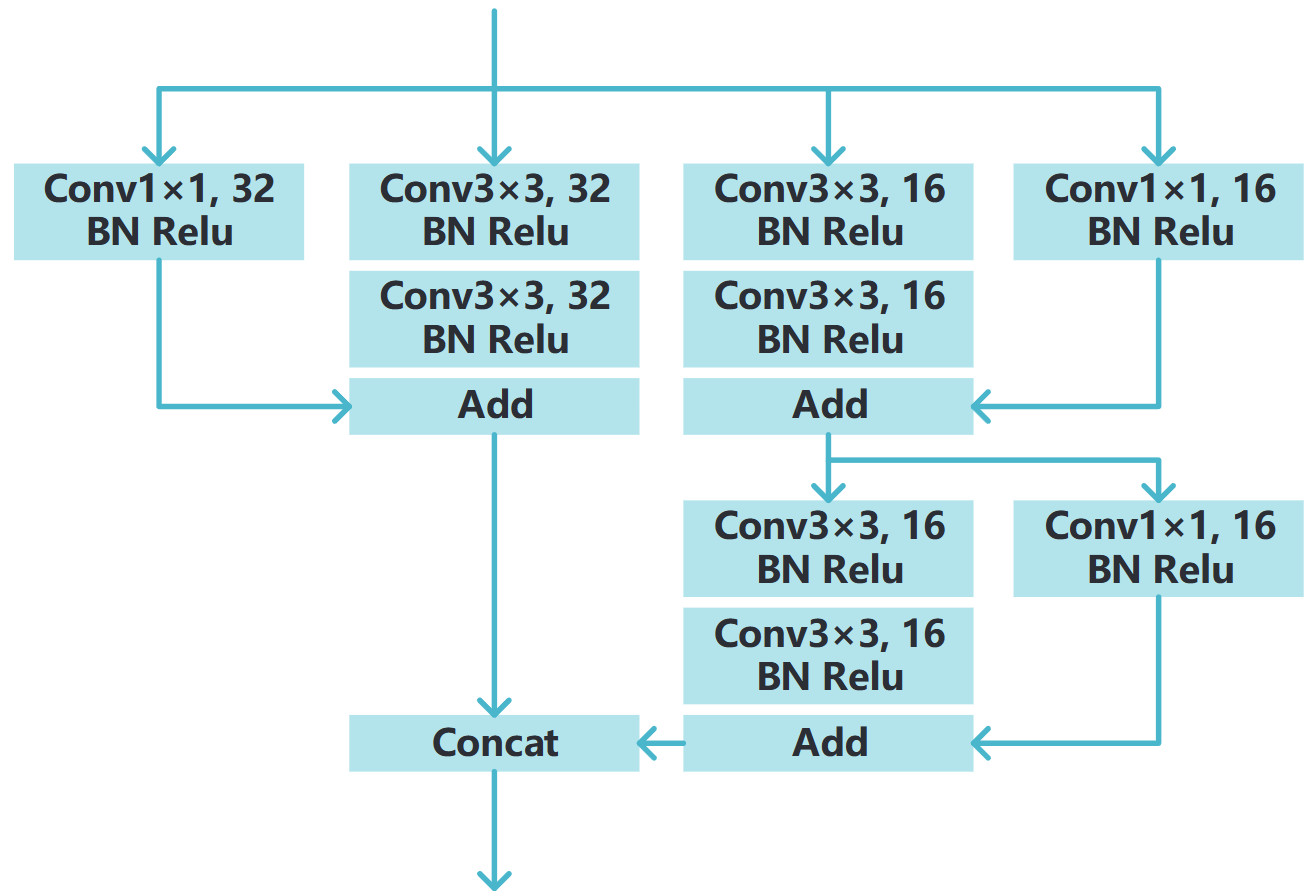 Conv1×1, 32
BN Relu
Conv3×3, 32
BN Relu
Conv3×3, 16
BN Relu
Conv1×1, 16
BN Relu
Conv3×3, 32
BN Relu
Conv3×3, 16
BN Relu
Add
Add
Conv3×3, 16
BN Relu
Conv1×1, 16
BN Relu
Conv3×3, 16
BN Relu
Concat
Add